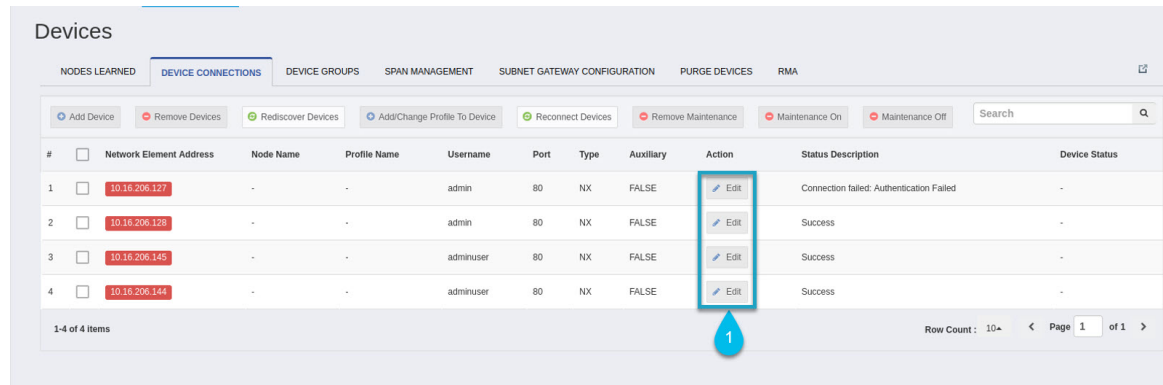 Devices
NODES LEARNED DEVICE CONNECTIONS DEVICE GROUPS SPAN MANAGEMENT SUBNET GATEWAY CONFIGURATION PURGE DEVICES RMA
Add Device Remove Devices Rediscover Devices Add/Change Profile To Device Reconnect Devices Remove Maintenance Maintenance On Maintenance Off Search
# Network Element Address Node Name Profile Name Username Port Type Auxiliary Action Status Description Device Status
1 10.16.206.127 - - admin 80 NX FALSE Edit Connection failed: Authentication Failed -
2 10.16.206.128 - - admin 80 NX FALSE Edit Success -
3 10.16.206.145 - - adminuser 80 NX FALSE Edit Success -
4 10.16.206.144 - - adminuser 80 NX FALSE Edit Success -
1-4 of 4 items Row Count : 10 < Page 1 of 1 >
1